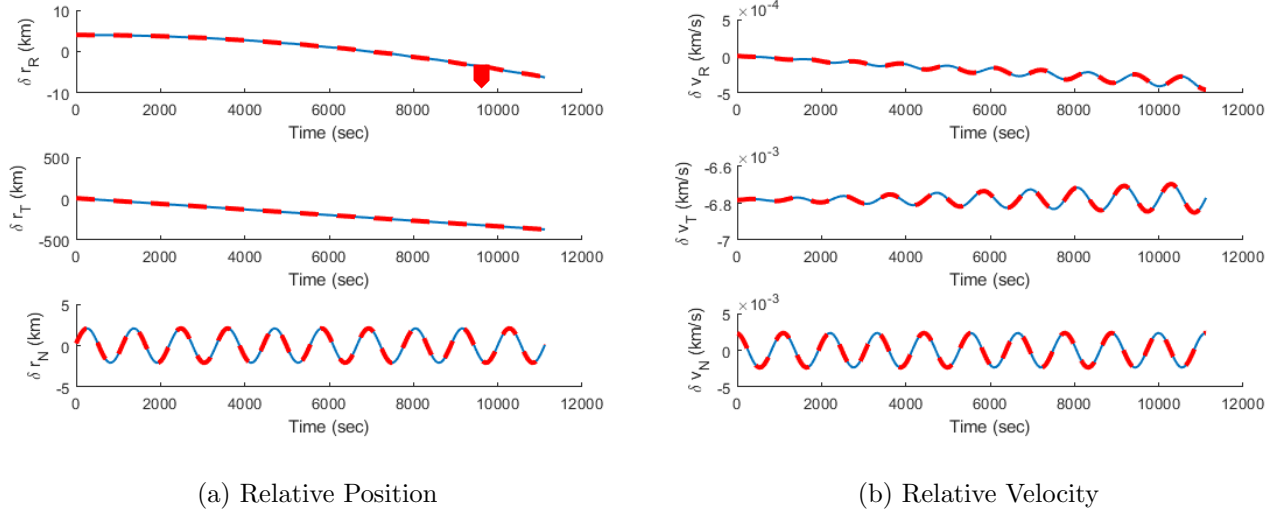 10
0
-10
δ r_R (km)
0 2000 4000 6000 8000 10000 12000
Time (sec)
500
0
-500
δ r_T (km)
0 2000 4000 6000 8000 10000 12000
Time (sec)
5
0
-5
δ r_N (km)
0 2000 4000 6000 8000 10000 12000
Time (sec)
(a) Relative Position
×10^-4
5
0
-5
δ v_R (km/s)
0 2000 4000 6000 8000 10000 12000
Time (sec)
×10^-3
-6.6
-6.8
-7
δ v_T (km/s)
0 2000 4000 6000 8000 10000 12000
Time (sec)
×10^-3
5
0
-5
δ v_N (km/s)
0 2000 4000 6000 8000 10000 12000
Time (sec)
(b) Relative Velocity